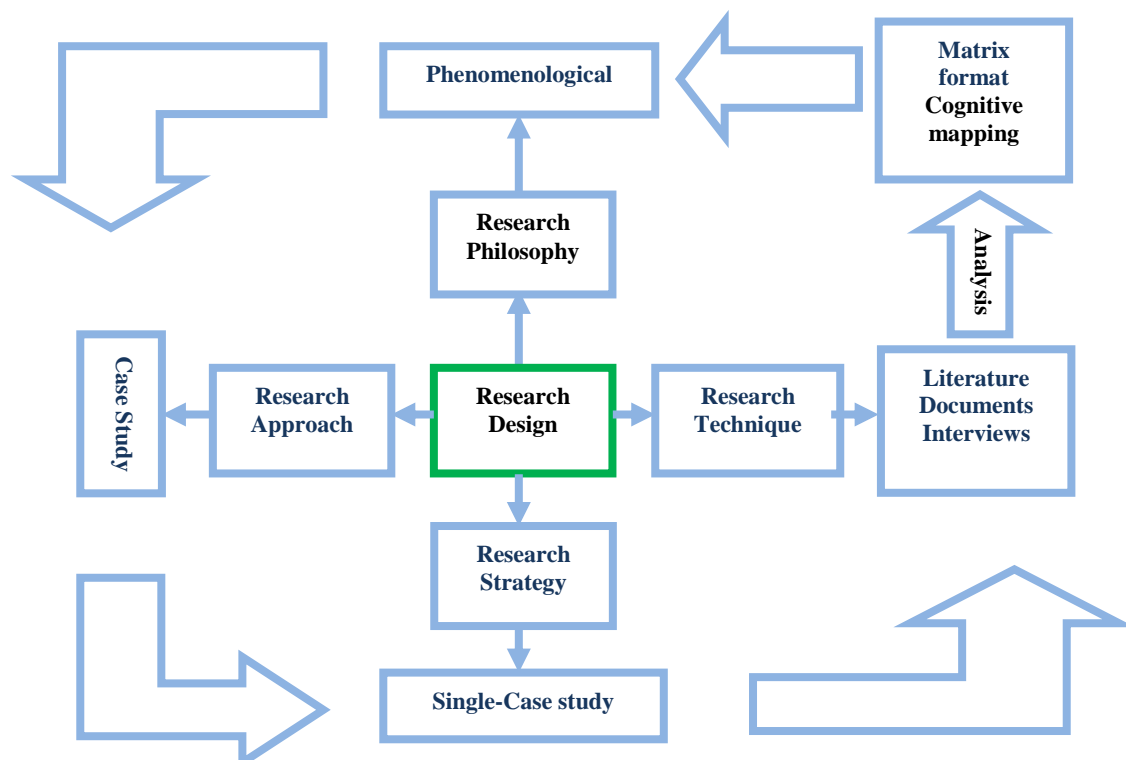 Phenomenological
Matrix
format
Cognitive
mapping
Research
Philosophy
Analysis
Case Study
Research
Approach
Research
Design
Research
Technique
Literature
Documents
Interviews
Research
Strategy
Single-Case study